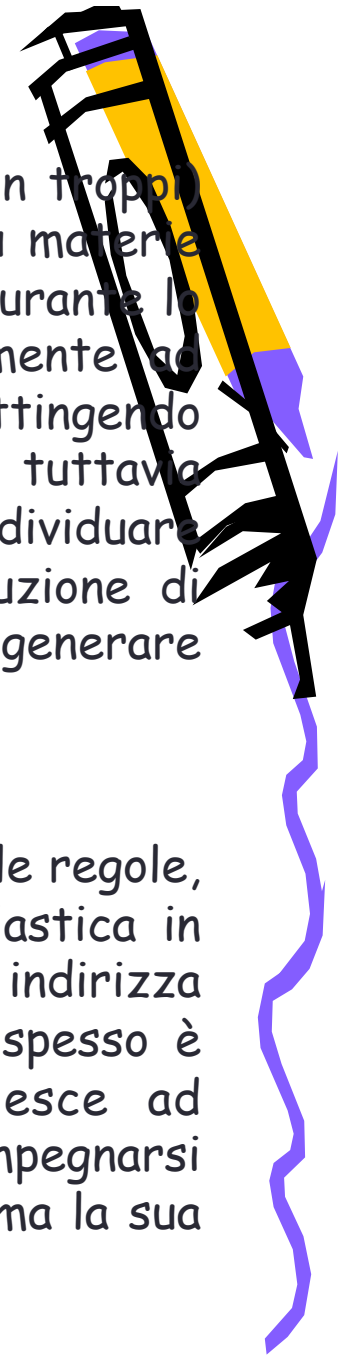 n troppi)
materie
urante lo
mente ad
ttingendo
tuttavia
dividuare
uzione di
generare
le regole,
astica in
indirizza
spesso è
esce ad
mpegnarsi
ma la sua